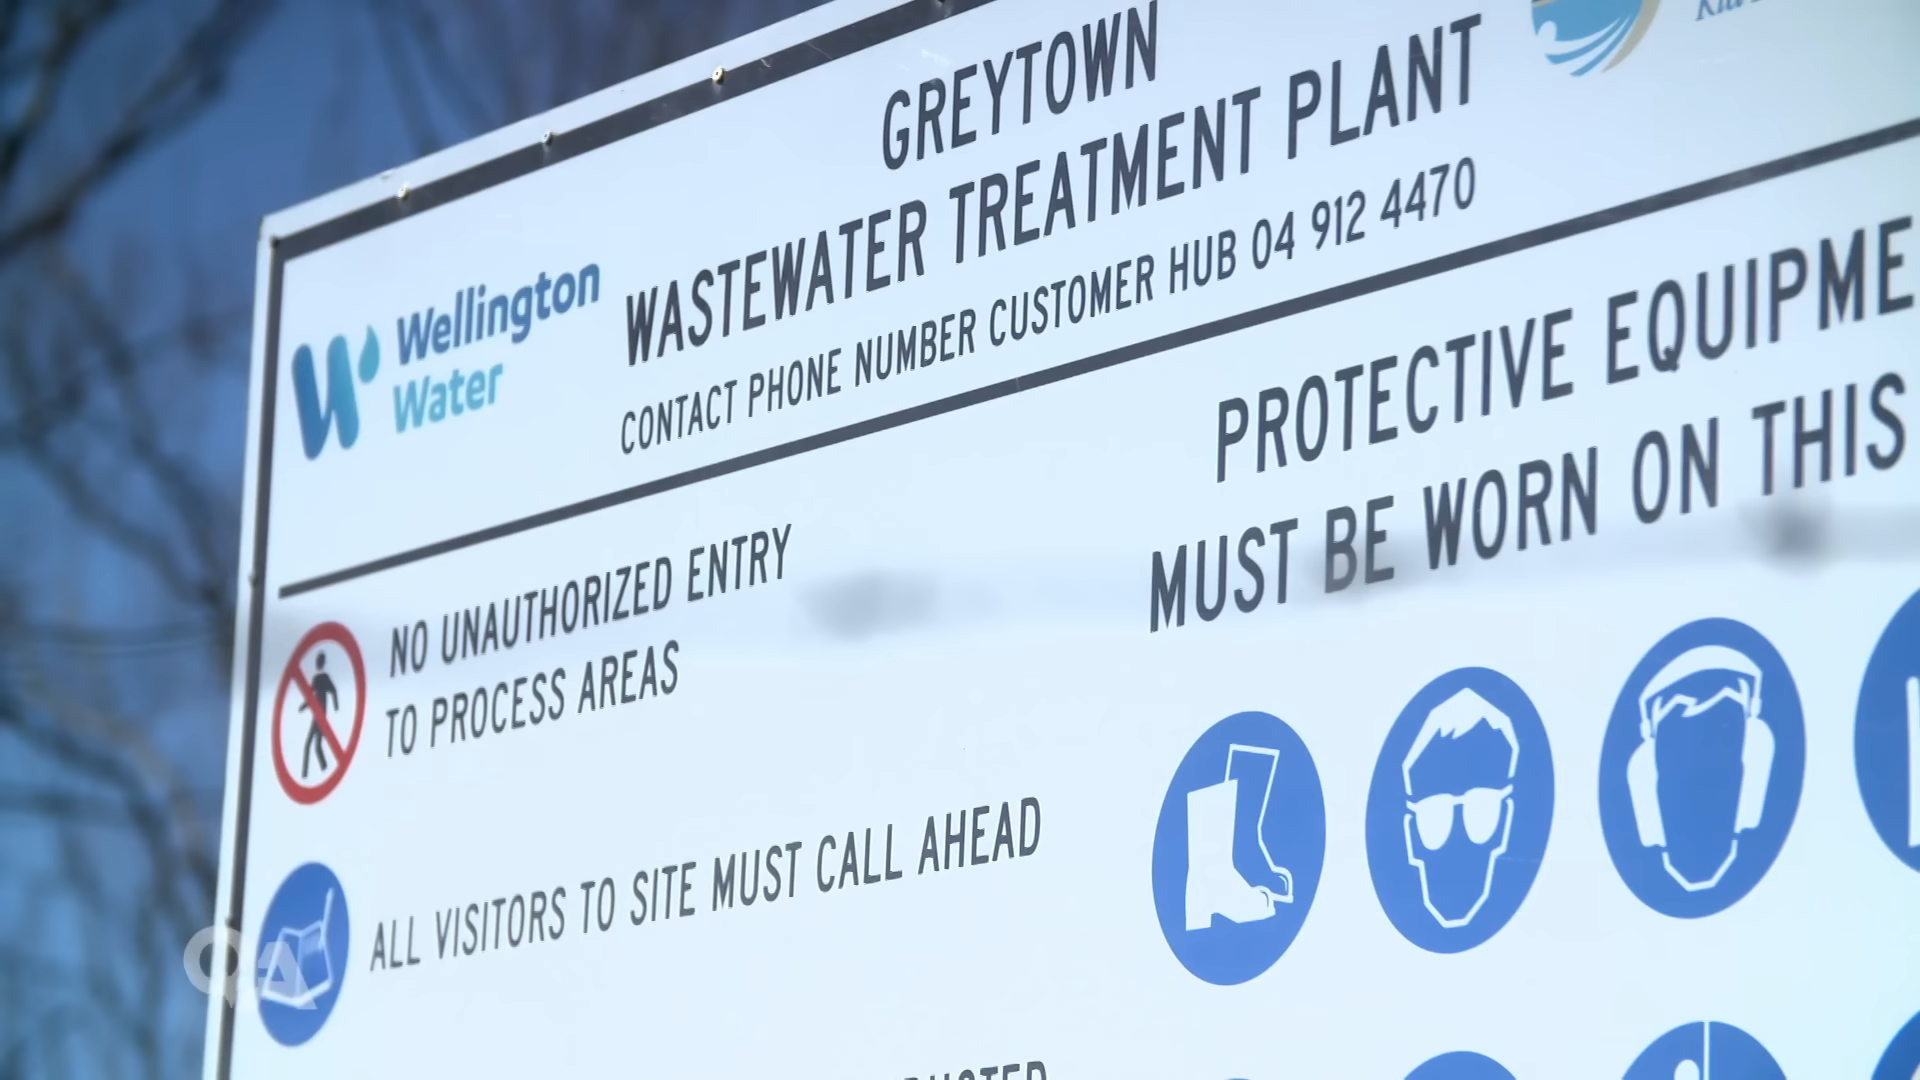 GREYTOWN
WASTEWATER TREATMENT PLANT
CONTACT PHONE NUMBER CUSTOMER HUB 04 912 4470
Wellington
Water
NO UNAUTHORIZED ENTRY
TO PROCESS AREAS
ALL VISITORS TO SITE MUST CALL AHEAD
PROTECTIVE EQUIPME
MUST BE WORN ON THIS
QA